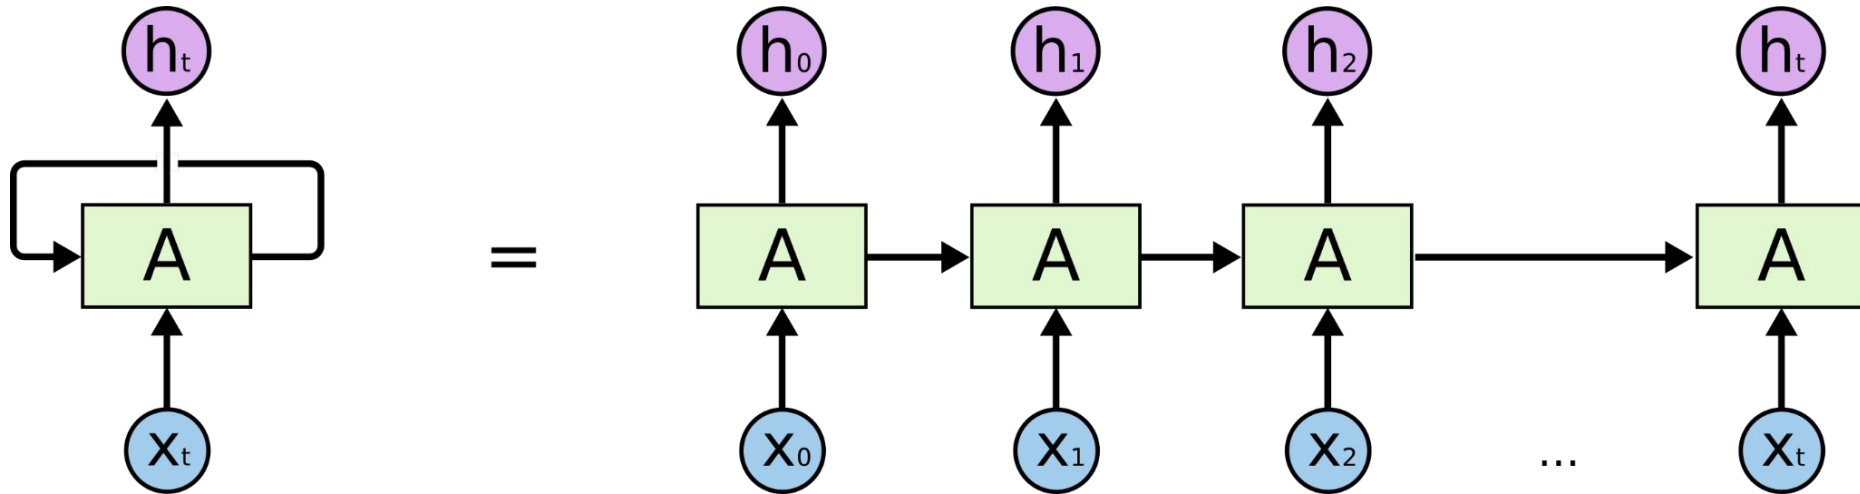 hₜ h₀ h₁ h₂ hₜ
A = A A A A
xₜ x₀ x₁ x₂ ... xₜ